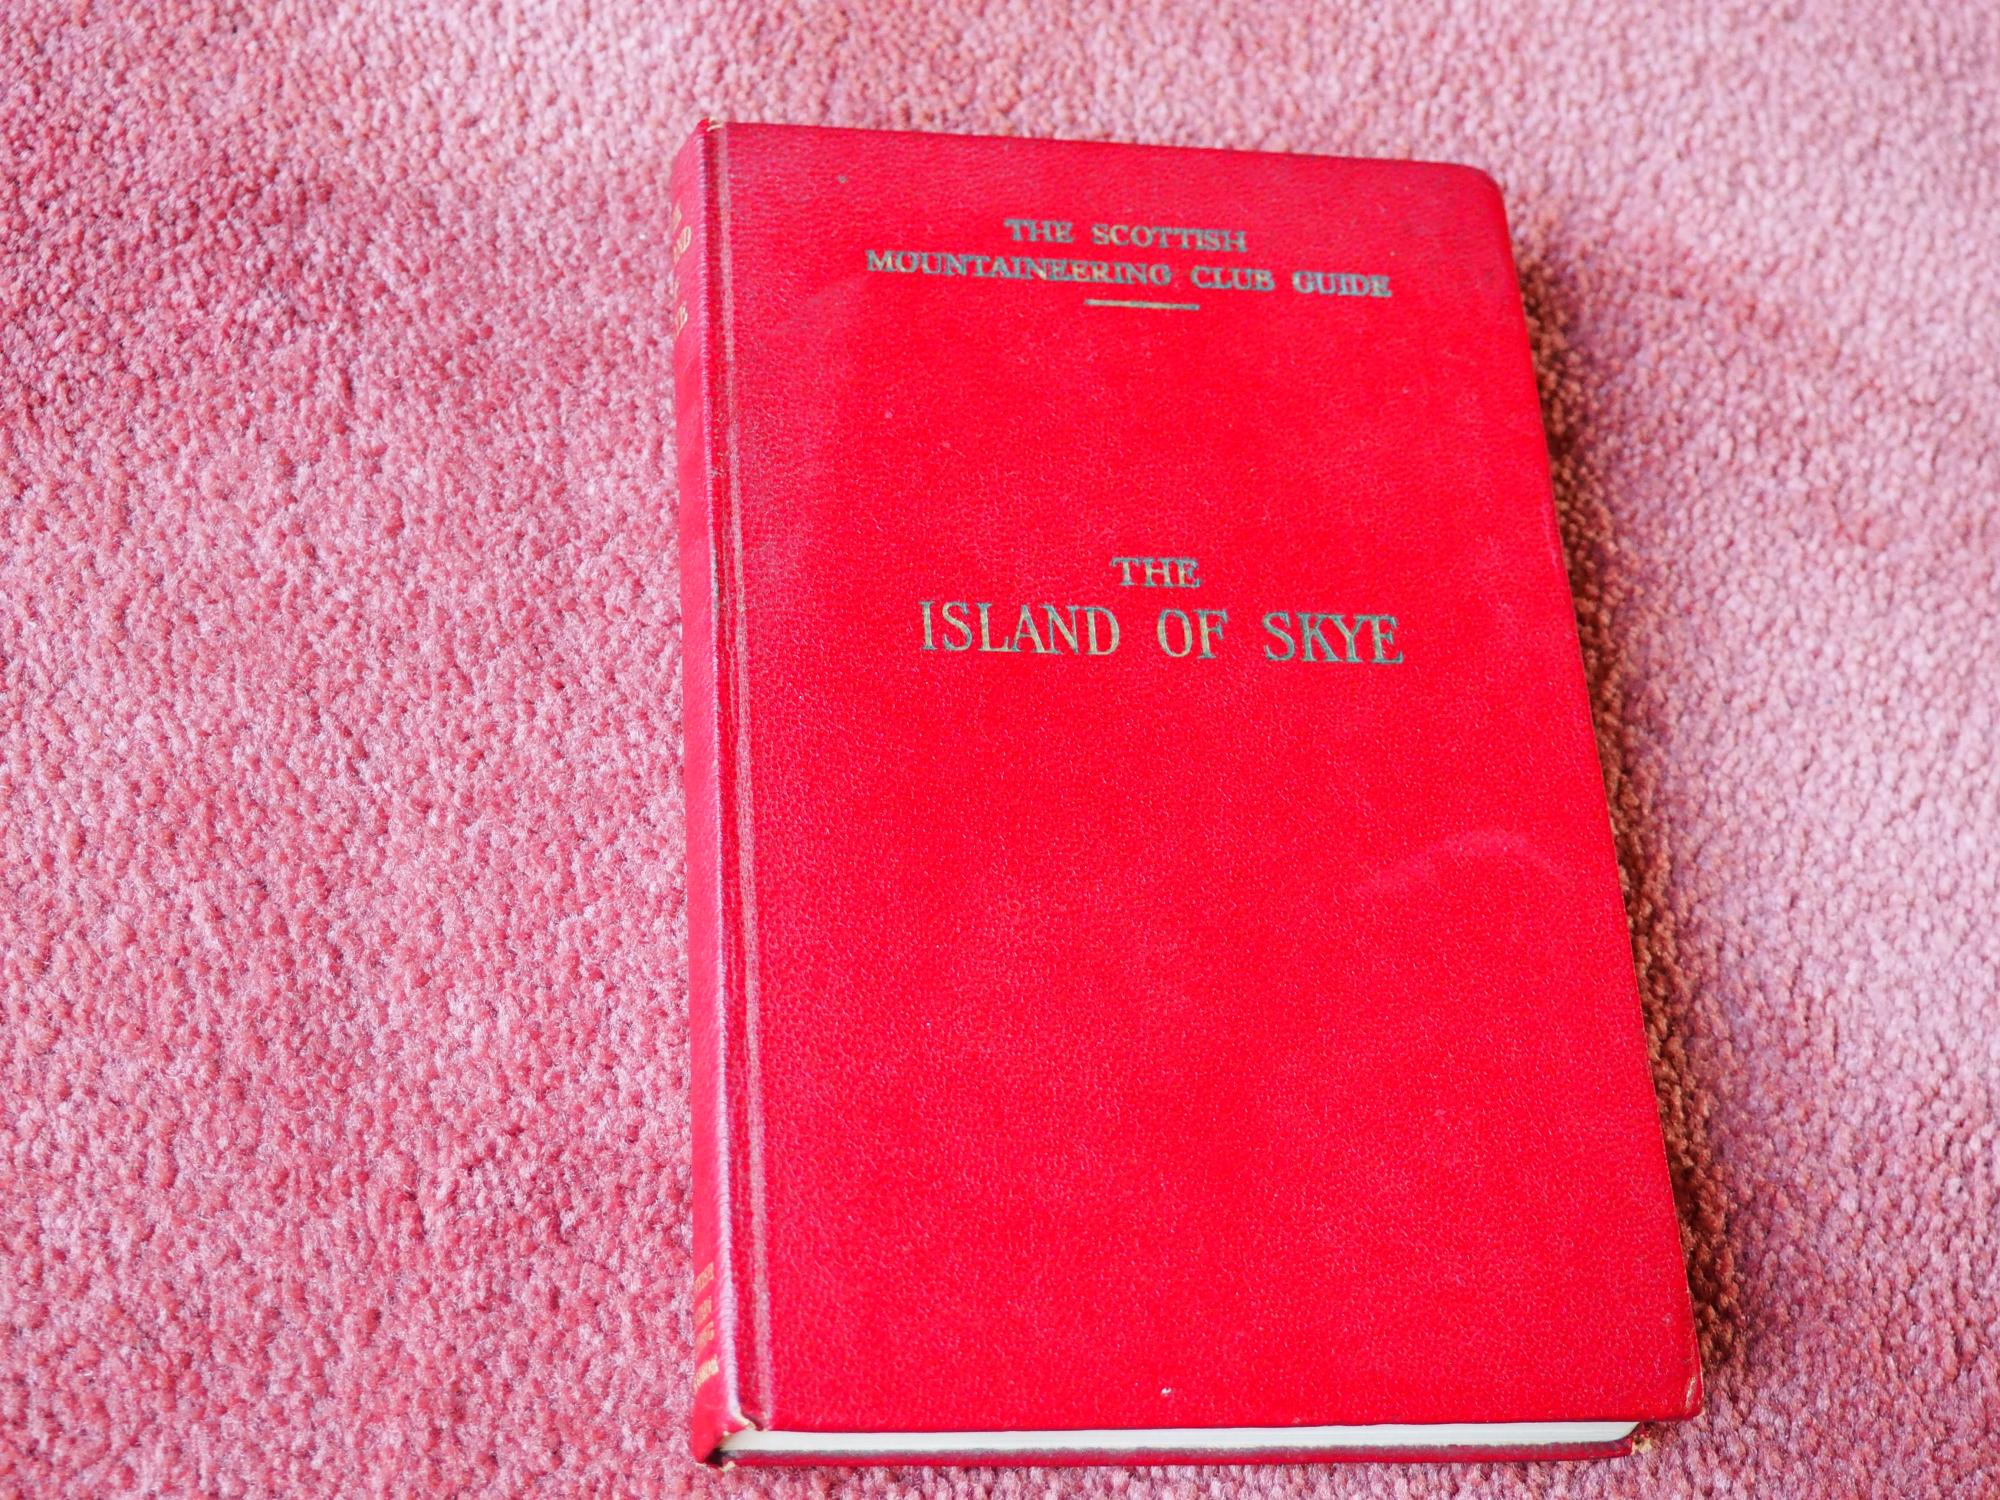 THE SCOTTISH
MOUNTAINEERING CLUB GUIDE
THE
ISLAND OF SKYE